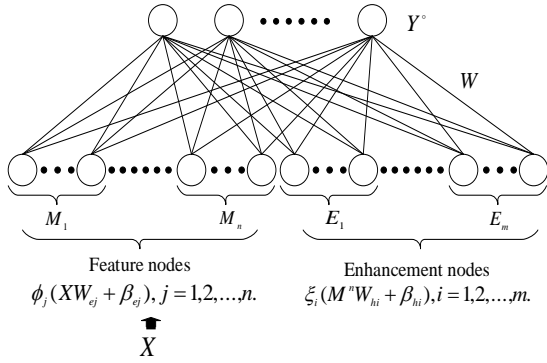 Y°
W
M₁ Mₙ E₁ Eₘ
Feature nodes Enhancement nodes
ϕⱼ(XWₑⱼ + βₑⱼ), j = 1,2,...,n. ξᵢ(MⁿWₕᵢ + βₕᵢ), i = 1,2,...,m.
X